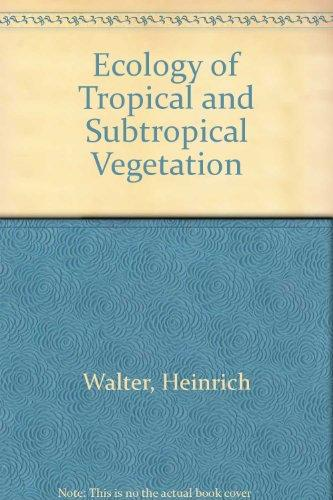 Ecology of
Tropical and
Subtropical
Vegetation
Walter, Heinrich
Note: This is no the actual book cover